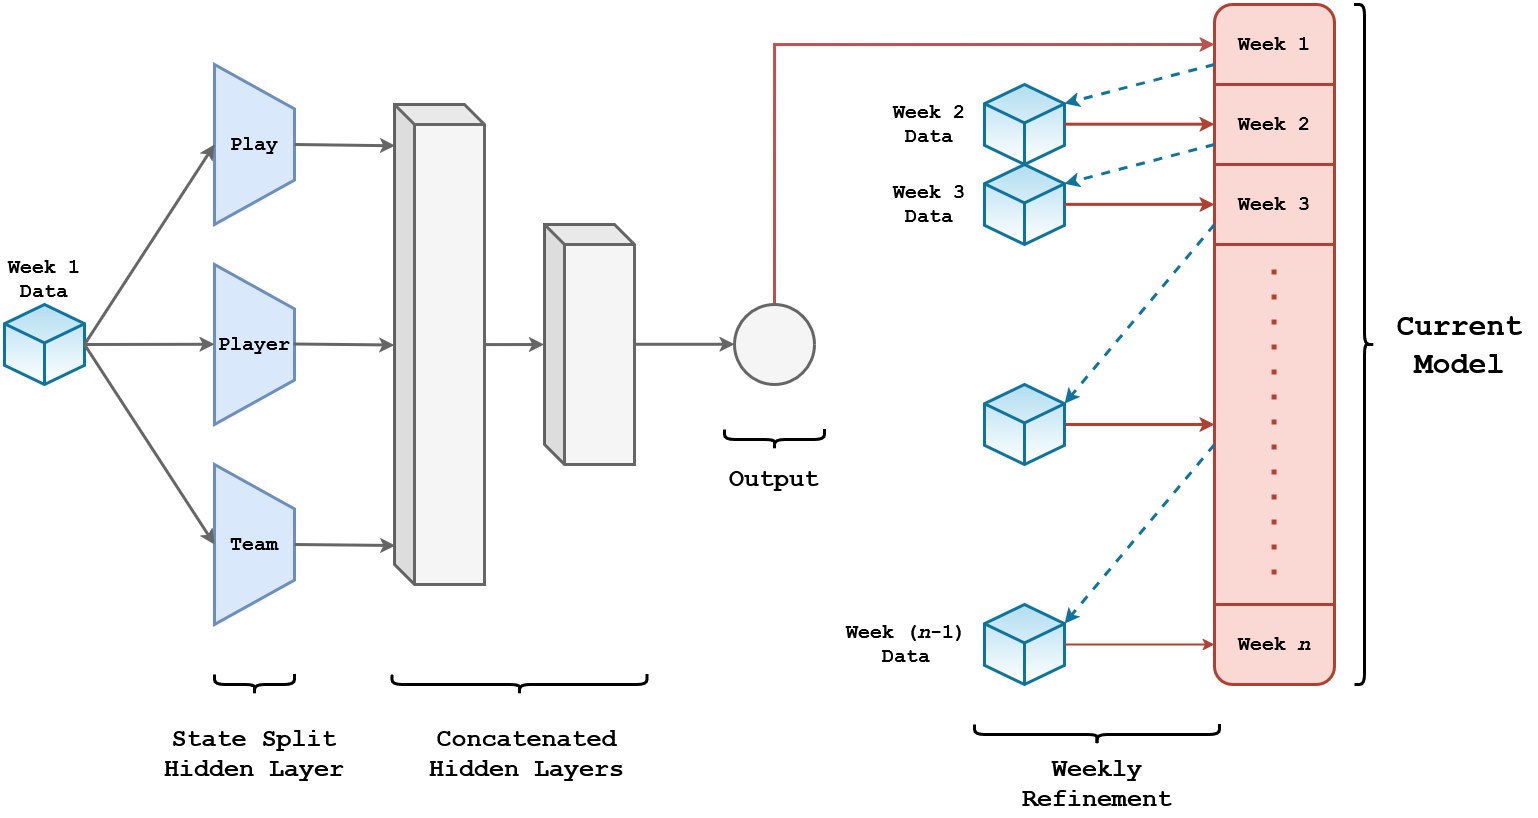 Week 1
Data
Play
Player
Team
State Split
Hidden Layer
Concatenated
Hidden Layers
Output
Week 2
Data
Week 3
Data
Week (n-1)
Data
Weekly
Refinement
Week 1
Week 2
Week 3
Week n
Current
Model